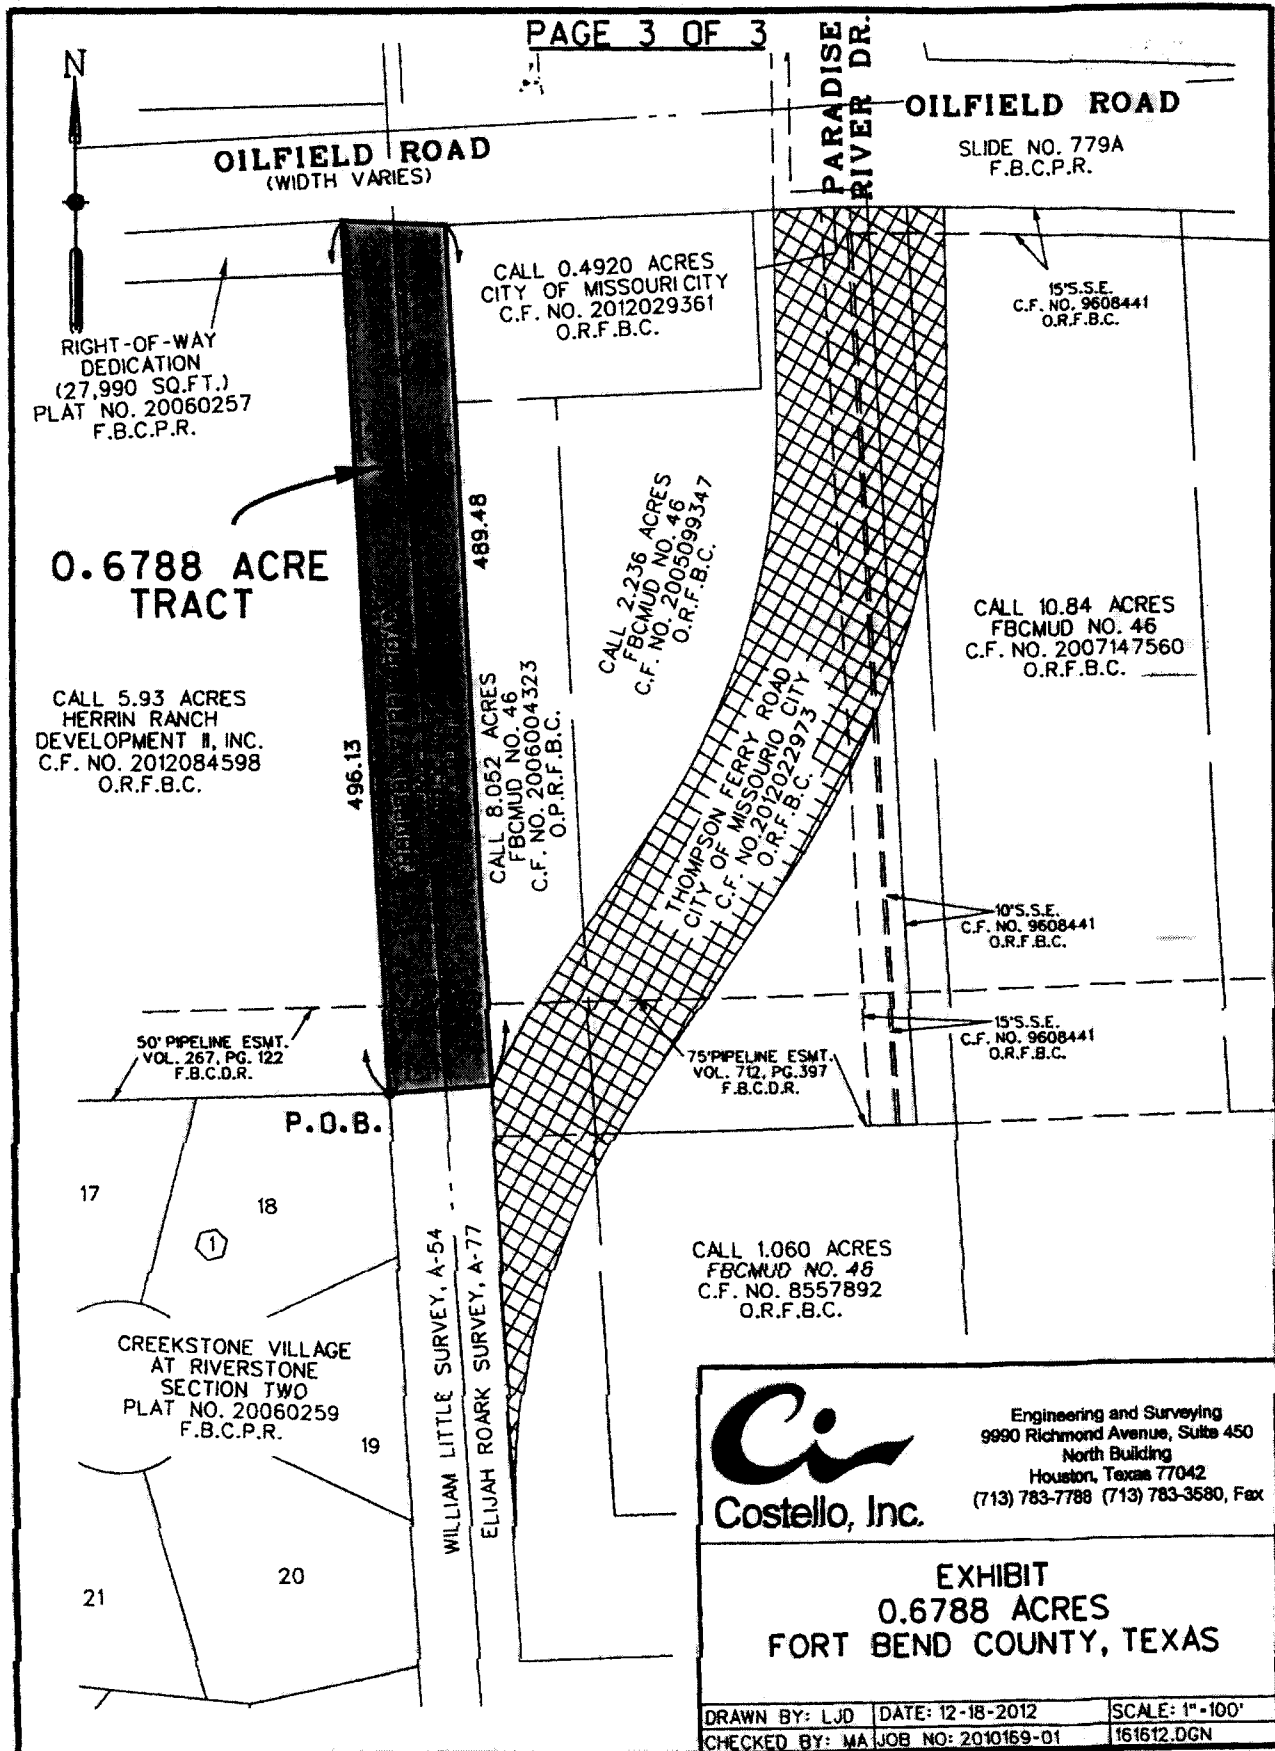 PAGE 3 OF 3
N
PARADISE
RIVER DR.
OILFIELD ROAD
(WIDTH VARIES)
OILFIELD ROAD
SLIDE NO. 779A
F.B.C.P.R.
CALL 0.4920 ACRES
CITY OF MISSOURI CITY
C.F. NO. 2012029361
O.R.F.B.C.
15'S.S.E.
C.F. NO. 9608441
O.R.F.B.C.
RIGHT-OF-WAY
DEDICATION
(27,990 SQ.FT.)
PLAT NO. 20060257
F.B.C.P.R.
0.6788 ACRE
TRACT
489.48
CALL 2.236 ACRES
FBCMUD NO. 46
C.F. NO. 2005099347
O.R.F.B.C.
CALL 10.84 ACRES
FBCMUD NO. 46
C.F. NO. 2007147560
O.R.F.B.C.
CALL 5.93 ACRES
HERRIN RANCH
DEVELOPMENT II, INC.
C.F. NO. 2012084598
O.R.F.B.C.
496.13
CALL 8.052 ACRES
FBCMUD NO. 46
C.F. NO. 2006004323
O.P.R.F.B.C.
THOMPSON FERRY ROAD
CITY OF MISSOURIO CITY
C.F. NO.2012022973
O.R.F.B.C.
10'S.S.E.
C.F. NO. 9608441
O.R.F.B.C.
50' PIPELINE ESMT.
VOL. 267, PG. 122
F.B.C.D.R.
75'PIPELINE ESMT.
VOL. 712, PG.397
F.B.C.D.R.
15'S.S.E.
C.F. NO. 9608441
O.R.F.B.C.
P.O.B.
17
18
1
CREEKSTONE VILLAGE
AT RIVERSTONE
SECTION TWO
PLAT NO. 20060259
F.B.C.P.R.
19
20
21
WILLIAM LITTLE SURVEY, A-54
ELIJAH ROARK SURVEY, A-77
CALL 1.060 ACRES
FBCMUD NO. 46
C.F. NO. 8557892
O.R.F.B.C.
Ci
Costello, Inc.
Engineering and Surveying
9990 Richmond Avenue, Suite 450
North Building
Houston, Texas 77042
(713) 783-7788 (713) 783-3580, Fax
EXHIBIT
0.6788 ACRES
FORT BEND COUNTY, TEXAS
DRAWN BY: LJD DATE: 12-18-2012 SCALE: 1"-100'
CHECKED BY: MA JOB NO: 2010169-01 161612.DGN